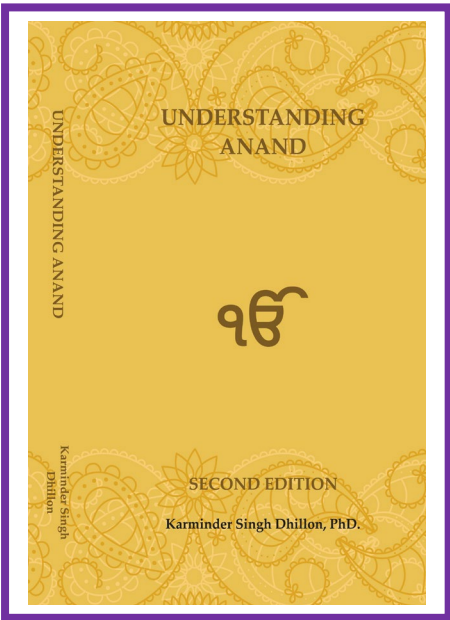 UNDERSTANDING
ANAND
ੴ
SECOND EDITION
Karminder Singh Dhillon, PhD.
UNDERSTANDING ANAND
Karminder Singh
Dhillon